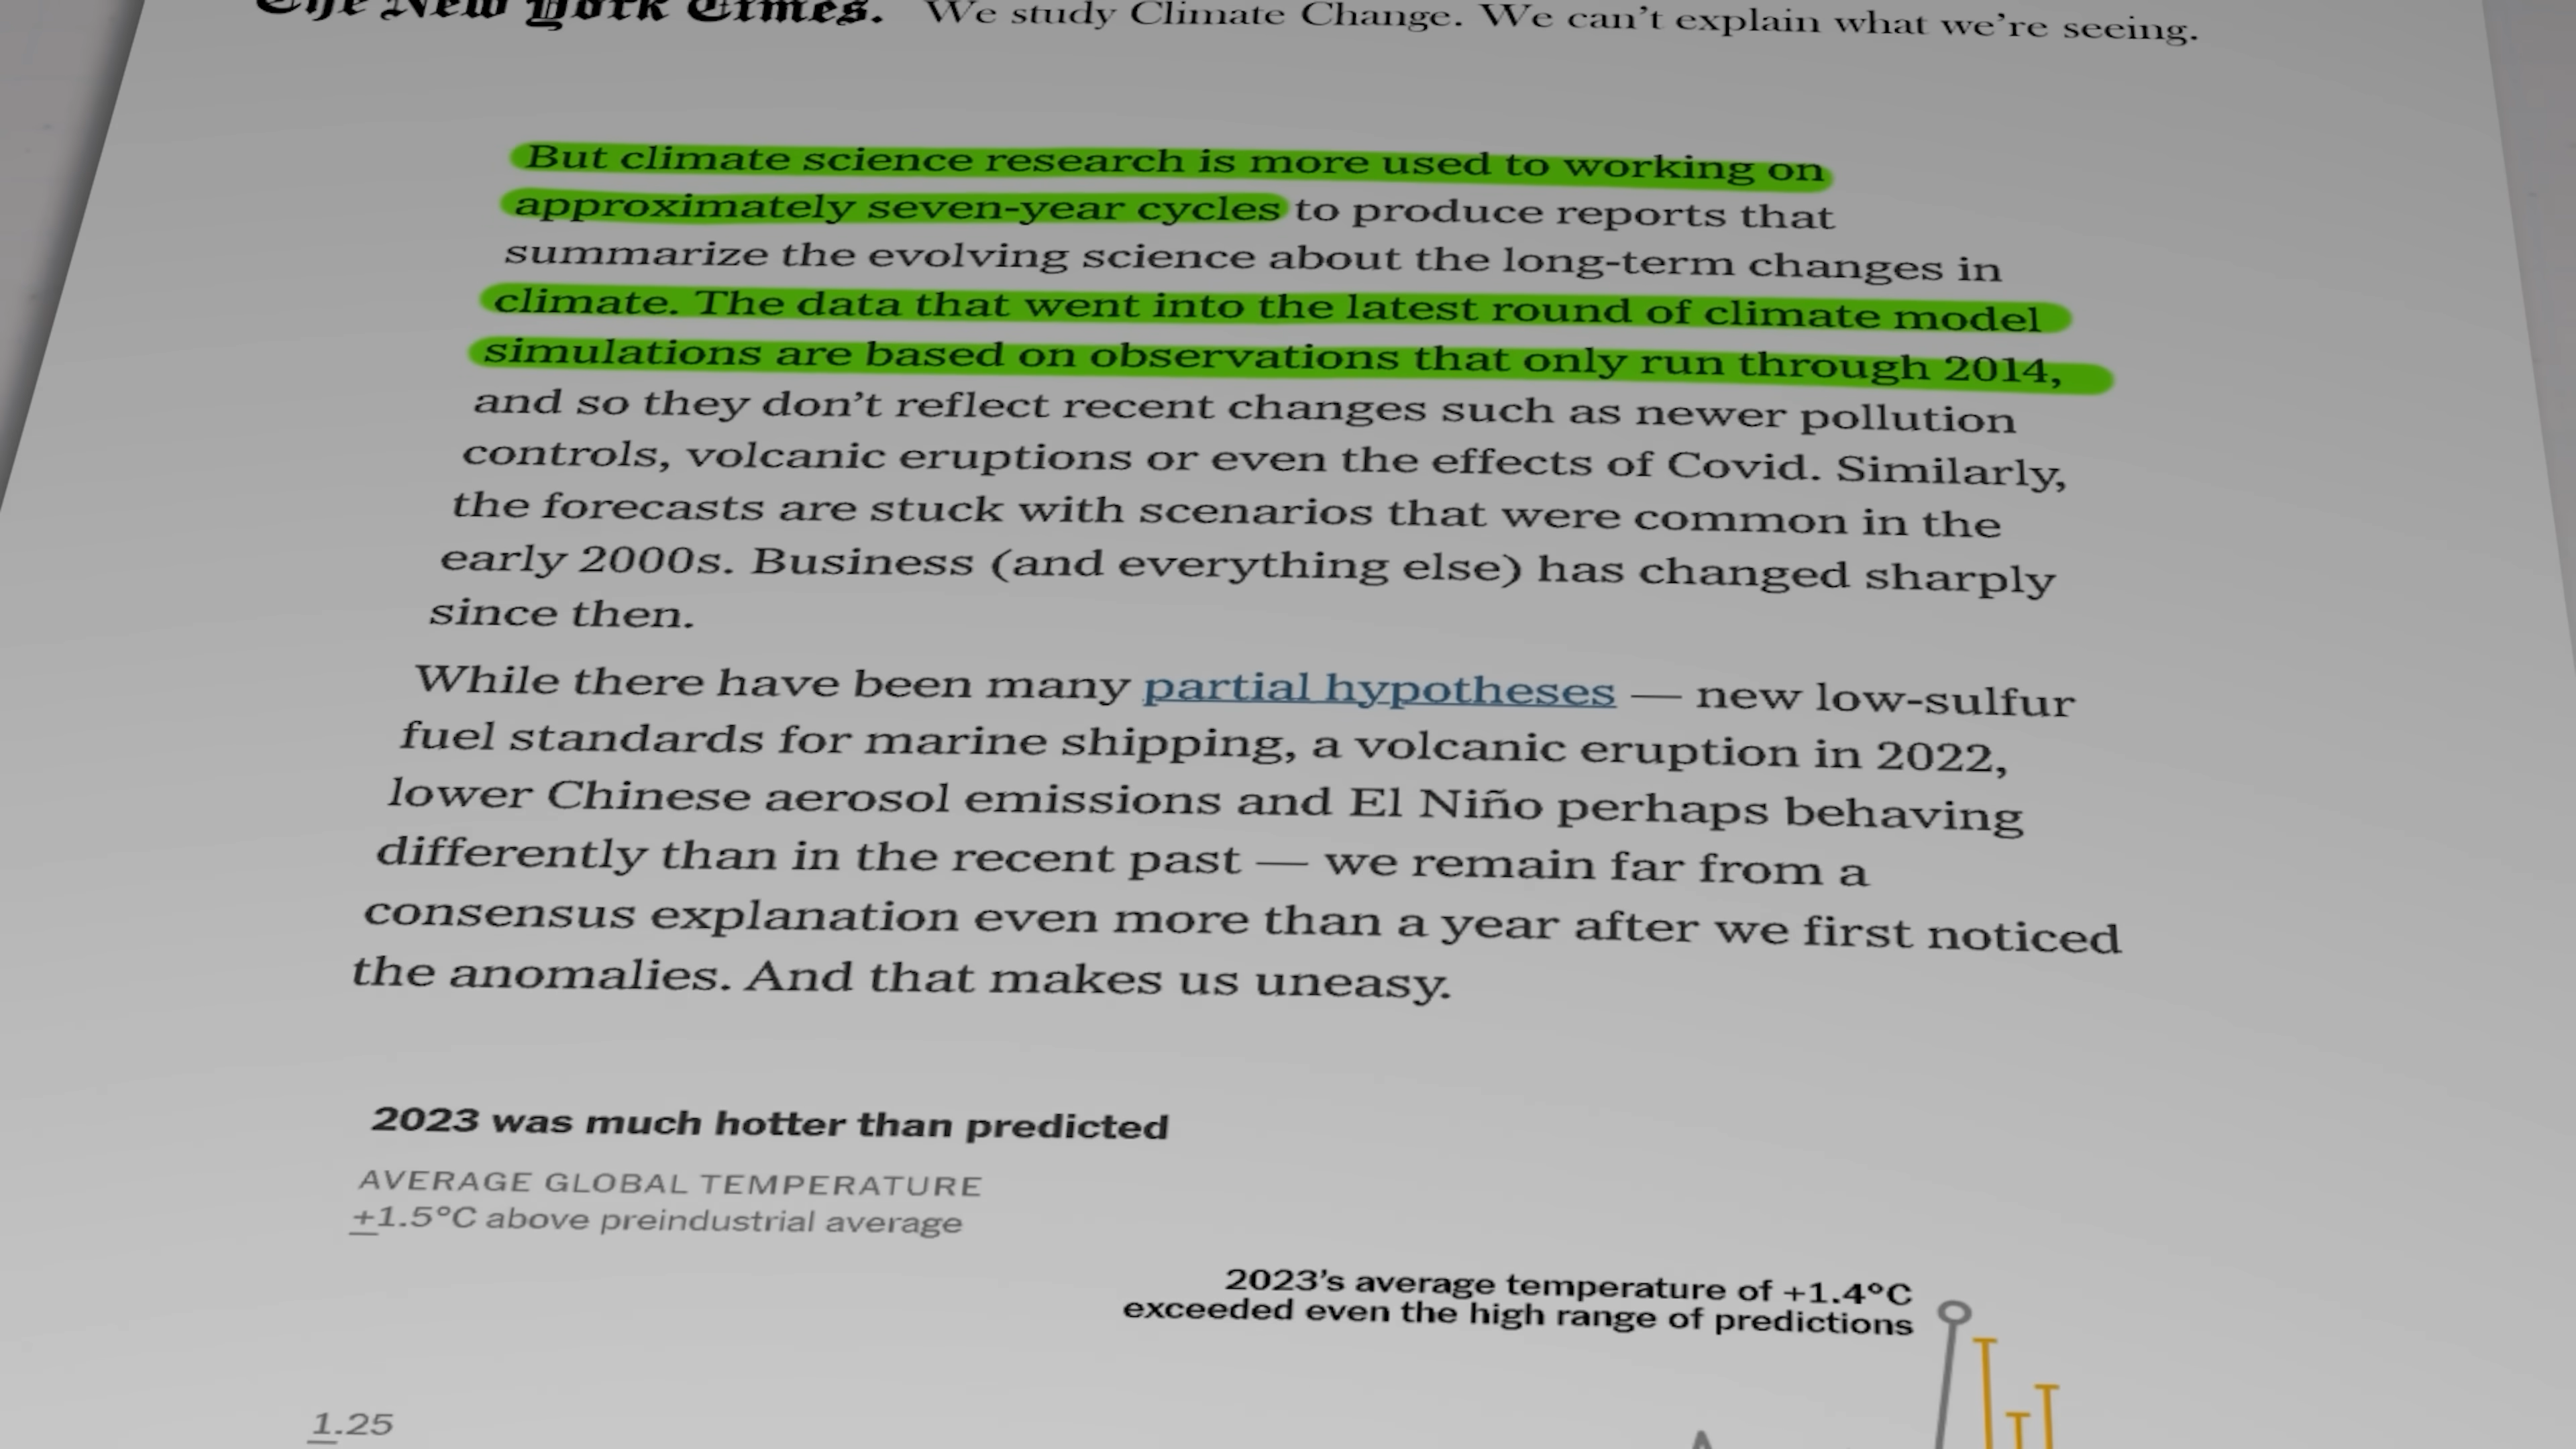 The New York Times. We study Climate Change. We can't explain what we're seeing.
But climate science research is more used to working on
approximately seven-year cycles to produce reports that
summarize the evolving science about the long-term changes in
climate. The data that went into the latest round of climate model
simulations are based on observations that only run through 2014,
and so they don't reflect recent changes such as newer pollution
controls, volcanic eruptions or even the effects of Covid. Similarly,
the forecasts are stuck with scenarios that were common in the
early 2000s. Business (and everything else) has changed sharply
since then.
While there have been many partial hypotheses — new low-sulfur
fuel standards for marine shipping, a volcanic eruption in 2022,
lower Chinese aerosol emissions and El Niño perhaps behaving
differently than in the recent past — we remain far from a
consensus explanation even more than a year after we first noticed
the anomalies. And that makes us uneasy.
2023 was much hotter than predicted
AVERAGE GLOBAL TEMPERATURE
+1.5°C above preindustrial average
2023's average temperature of +1.4°C
exceeded even the high range of predictions
1.25